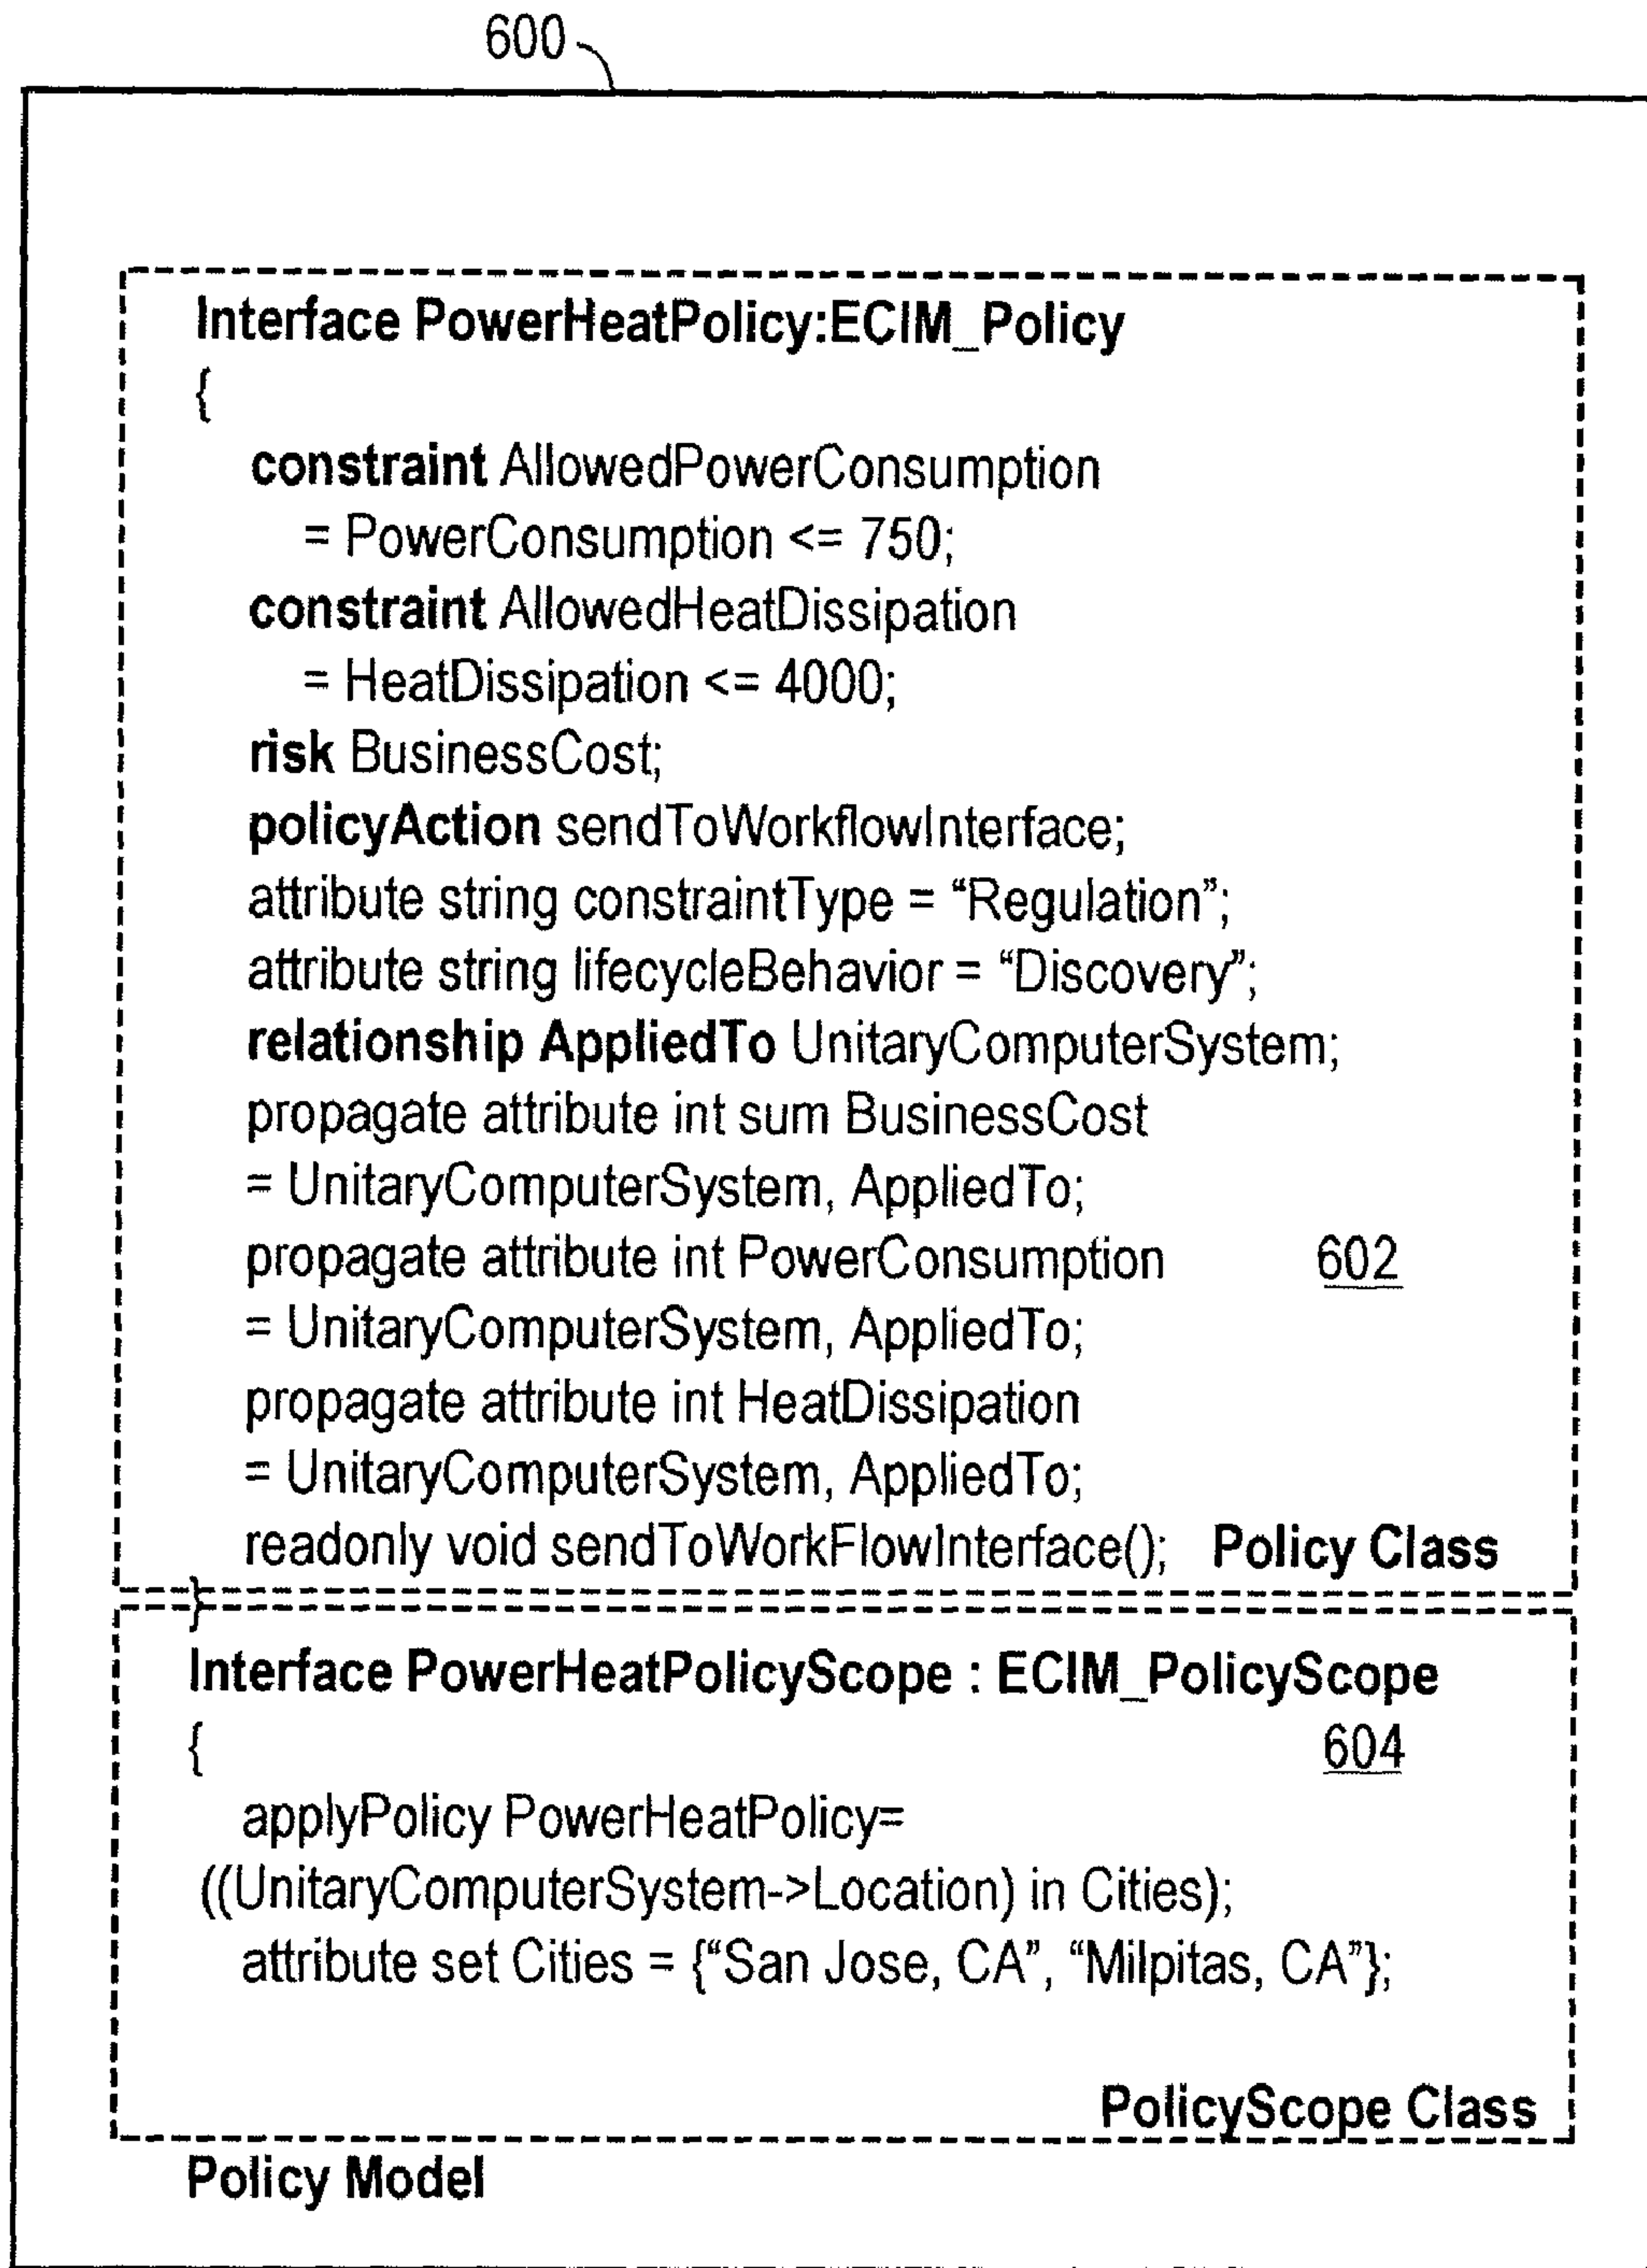 600
Interface PowerHeatPolicy:ECIM_Policy
{
constraint AllowedPowerConsumption
= PowerConsumption <= 750;
constraint AllowedHeatDissipation
= HeatDissipation <= 4000;
risk BusinessCost;
policyAction sendToWorkflowInterface;
attribute string constraintType = “Regulation”;
attribute string lifecycleBehavior = “Discovery”;
relationship AppliedTo UnitaryComputerSystem;
propagate attribute int sum BusinessCost
= UnitaryComputerSystem, AppliedTo;
propagate attribute int PowerConsumption 602
= UnitaryComputerSystem, AppliedTo;
propagate attribute int HeatDissipation
= UnitaryComputerSystem, AppliedTo;
readonly void sendToWorkFlowInterface(); Policy Class
}
Interface PowerHeatPolicyScope : ECIM_PolicyScope
{ 604
applyPolicy PowerHeatPolicy=
((UnitaryComputerSystem->Location) in Cities);
attribute set Cities = {“San Jose, CA”, “Milpitas, CA”};
PolicyScope Class
Policy Model